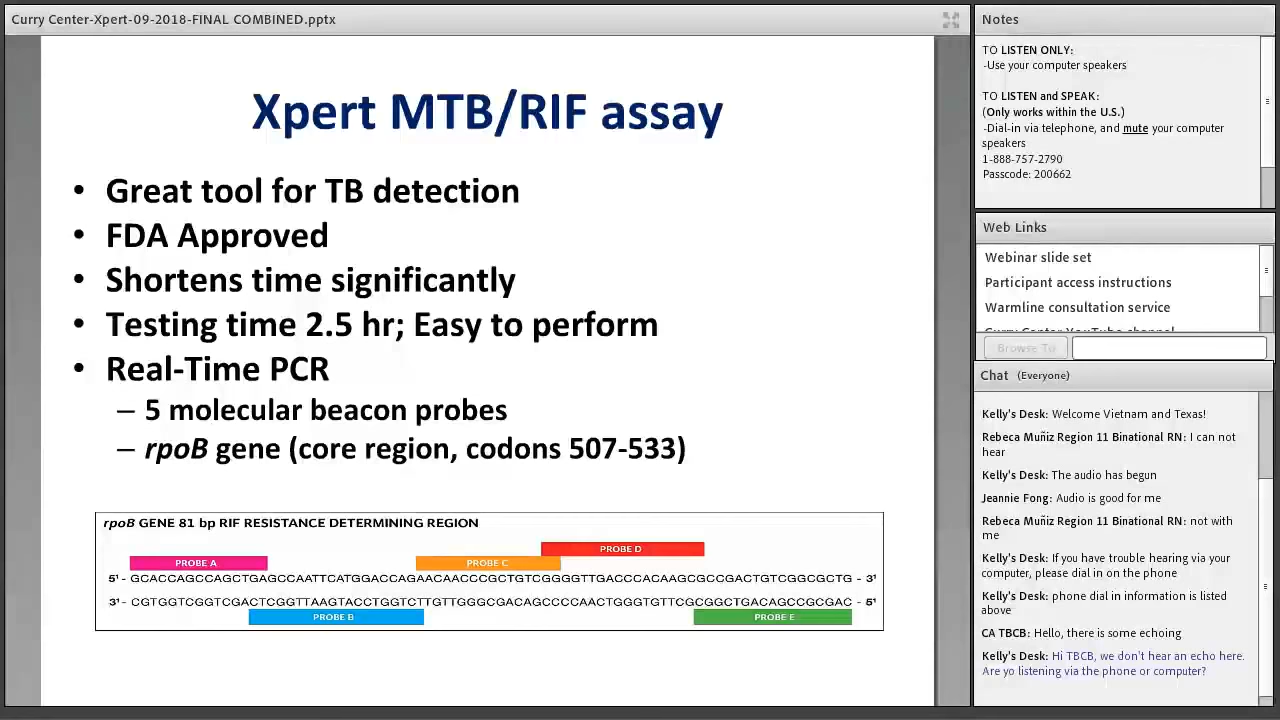 Curry Center-Xpert-09-2018-FINAL COMBINED.pptx
Xpert MTB/RIF assay
• Great tool for TB detection
• FDA Approved
• Shortens time significantly
• Testing time 2.5 hr; Easy to perform
• Real-Time PCR
– 5 molecular beacon probes
– rpoB gene (core region, codons 507-533)
rpoB GENE 81 bp RIF RESISTANCE DETERMINING REGION
PROBE D
PROBE A
PROBE C
5'- GCACCAGCCAGCTGAGCCAATTCATGGACCAGAACAACCCGCTGTCGGGGTTGACCCACAAGCGCCGACTGTCGGCGCTG - 3'
3'- CGTGGTCGGTCGACTCGGTTAAGTACCTGGTCTTGTTGGGCGACAGCCCCAACTGGGTGTTCGCGGCTGACAGCCGCGAC - 5'
PROBE B
PROBE E
Notes
TO LISTEN ONLY:
-Use your computer speakers
TO LISTEN and SPEAK:
(Only works within the U.S.)
-Dial-in via telephone, and mute your computer
speakers
1-888-757-2790
Passcode: 200662
Web Links
Webinar slide set
Participant access instructions
Warmline consultation service
Curry Center YouTube channel
Browse To
Chat (Everyone)
Kelly's Desk: Welcome Vietnam and Texas!
Rebeca Muñiz Region 11 Binational RN: I can not
hear
Kelly's Desk: The audio has begun
Jeannie Fong: Audio is good for me
Rebeca Muñiz Region 11 Binational RN: not with
me
Kelly's Desk: If you have trouble hearing via your
computer, please dial in on the phone
Kelly's Desk: phone dial in information is listed
above
CA TBCB: Hello, there is some echoing
Kelly's Desk: Hi TBCB, we don't hear an echo here.
Are yo listening via the phone or computer?